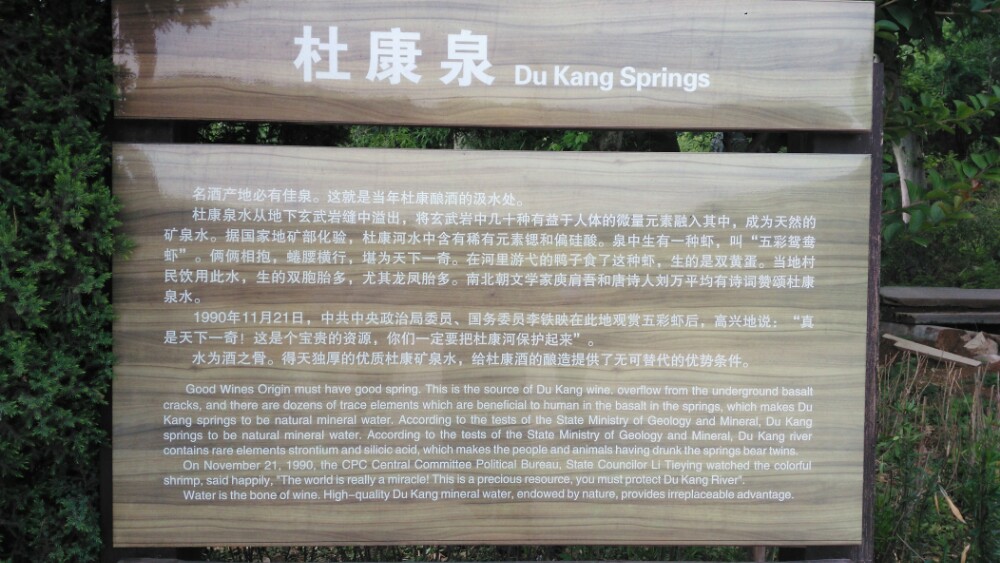 杜康泉 Du Kang Springs
名酒产地必有佳泉。这就是当年杜康酿酒的汲水处。
杜康泉水从地下玄武岩缝中溢出，将玄武岩中几十种有益于人体的微量元素融入其中，成为天然的
矿泉水。据国家地矿部化验，杜康河水中含有稀有元素锶和偏硅酸。泉中生有一种虾，叫“五彩鸳鸯
虾”。俩俩相抱，蜷腰横行，堪为天下一奇。在河里游弋的鸭子食了这种虾，生的是双黄蛋。当地村
民饮用此水，生的双胞胎多，尤其龙凤胎多。南北朝文学家庾肩吾和唐诗人刘万平均有诗词赞颂杜康
泉水。
1990年11月21日，中共中央政治局委员、国务委员李铁映在此地观赏五彩虾后，高兴地说：“真
是天下一奇！这是个宝贵的资源，你们一定要把杜康河保护起来”。
水为酒之骨。得天独厚的优质杜康矿泉水，给杜康酒的酿造提供了无可替代的优势条件。
Good Wines Origin must have good spring. This is the source of Du Kang wine. overflow from the underground basalt
cracks, and there are dozens of trace elements which are beneficial to human in the basalt in the springs, which makes Du
Kang springs to be natural mineral water. According to the tests of the State Ministry of Geology and Mineral, Du Kang
springs to be natural mineral water. According to the tests of the State Ministry of Geology and Mineral, Du Kang river
contains rare elements strontium and silicic acid, which makes the people and animals having drunk the springs bear twins.
On November 21, 1990, the CPC Central Committee Political Bureau, State Councilor Li Tieying watched the colorful
shrimp, said happily, "The world is really a miracle! This is a precious resource, you must protect Du Kang River".
Water is the bone of wine. High-quality Du Kang mineral water, endowed by nature, provides irreplaceable advantage.